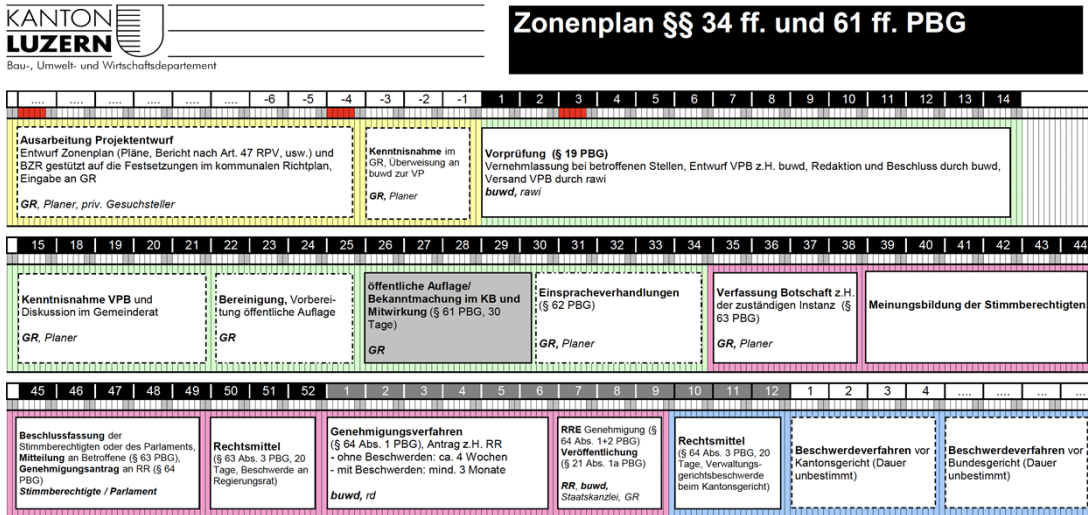 KANTON
LUZERN
Bau-, Umwelt- und Wirtschaftsdepartement
Zonenplan §§ 34 ff. und 61 ff. PBG
.... .... .... .... .... .... -6 -5 -4 -3 -2 -1 1 2 3 4 5 6 7 8 9 10 11 12 13 14
Ausarbeitung Projektentwurf
Entwurf Zonenplan (Pläne, Bericht nach Art. 47 RPV, usw.) und
BZR gestützt auf die Festsetzungen im kommunalen Richtplan,
Eingabe an GR
GR, Planer, priv. Gesuchsteller
Kenntnisnahme im
GR, Überweisung an
buwd zur VP
GR, Planer
Vorprüfung (§ 19 PBG)
Vernehmlassung bei betroffenen Stellen, Entwurf VPB z.H. buwd, Redaktion und Beschluss durch buwd,
Versand VPB durch rawi
buwd, rawi
15 16 17 18 19 20 21 22 23 24 25 26 27 28 29 30 31 32 33 34 35 36 37 38 39 40 41 42 43 44
Kenntnisnahme VPB und
Diskussion im Gemeinderat
GR, Planer
Bereinigung, Vorberei-
tung öffentliche Auflage
GR
öffentliche Auflage/
Bekanntmachung im KB und
Mitwirkung (§ 61 PBG, 30
Tage)
GR
Einspracheverhandlungen
(§ 62 PBG)
GR, Planer
Verfassung Botschaft z.H.
der zuständigen Instanz (§
63 PBG)
GR, Planer
Meinungsbildung der Stimmberechtigten
45 46 47 48 49 50 51 52 1 2 3 4 5 6 7 8 9 10 11 12 1 2 3 4 .... .... ...
Beschlussfassung der
Stimmberechtigten oder des Parlaments,
Mitteilung an Betroffene (§ 63 PBG),
Genehmigungsantrag an RR (§ 64
PBG)
Stimmberechtigte / Parlament
Rechtsmittel
(§ 63 Abs. 3 PBG, 20
Tage, Beschwerde an
Regierungsrat)
Genehmigungsverfahren
(§ 64 Abs. 1 PBG), Antrag z.H. RR
- ohne Beschwerden: ca. 4 Wochen
- mit Beschwerden: mind. 3 Monate
buwd, rd
RRE Genehmigung (§
64 Abs. 1+2 PBG)
Veröffentlichung
(§ 21 Abs. 1a PBG)
RR, buwd,
Staatskanzlei, GR
Rechtsmittel
(§ 64 Abs. 3 PBG, 20
Tage, Verwaltungs-
gerichtsbeschwerde
beim Kantonsgericht)
Beschwerdeverfahren vor
Kantonsgericht (Dauer
unbestimmt)
Beschwerdeverfahren vor
Bundesgericht (Dauer
unbestimmt)